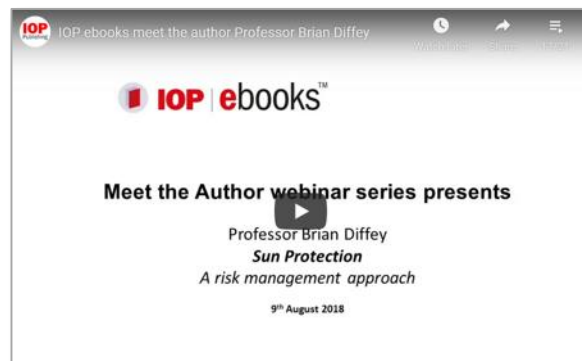 IOP Publishing
IOP ebooks meet the author Professor Brian Diffey
Watch later
Share
IOP ebooks™
Meet the Author webinar series presents
Professor Brian Diffey
Sun Protection
A risk management approach
9th August 2018